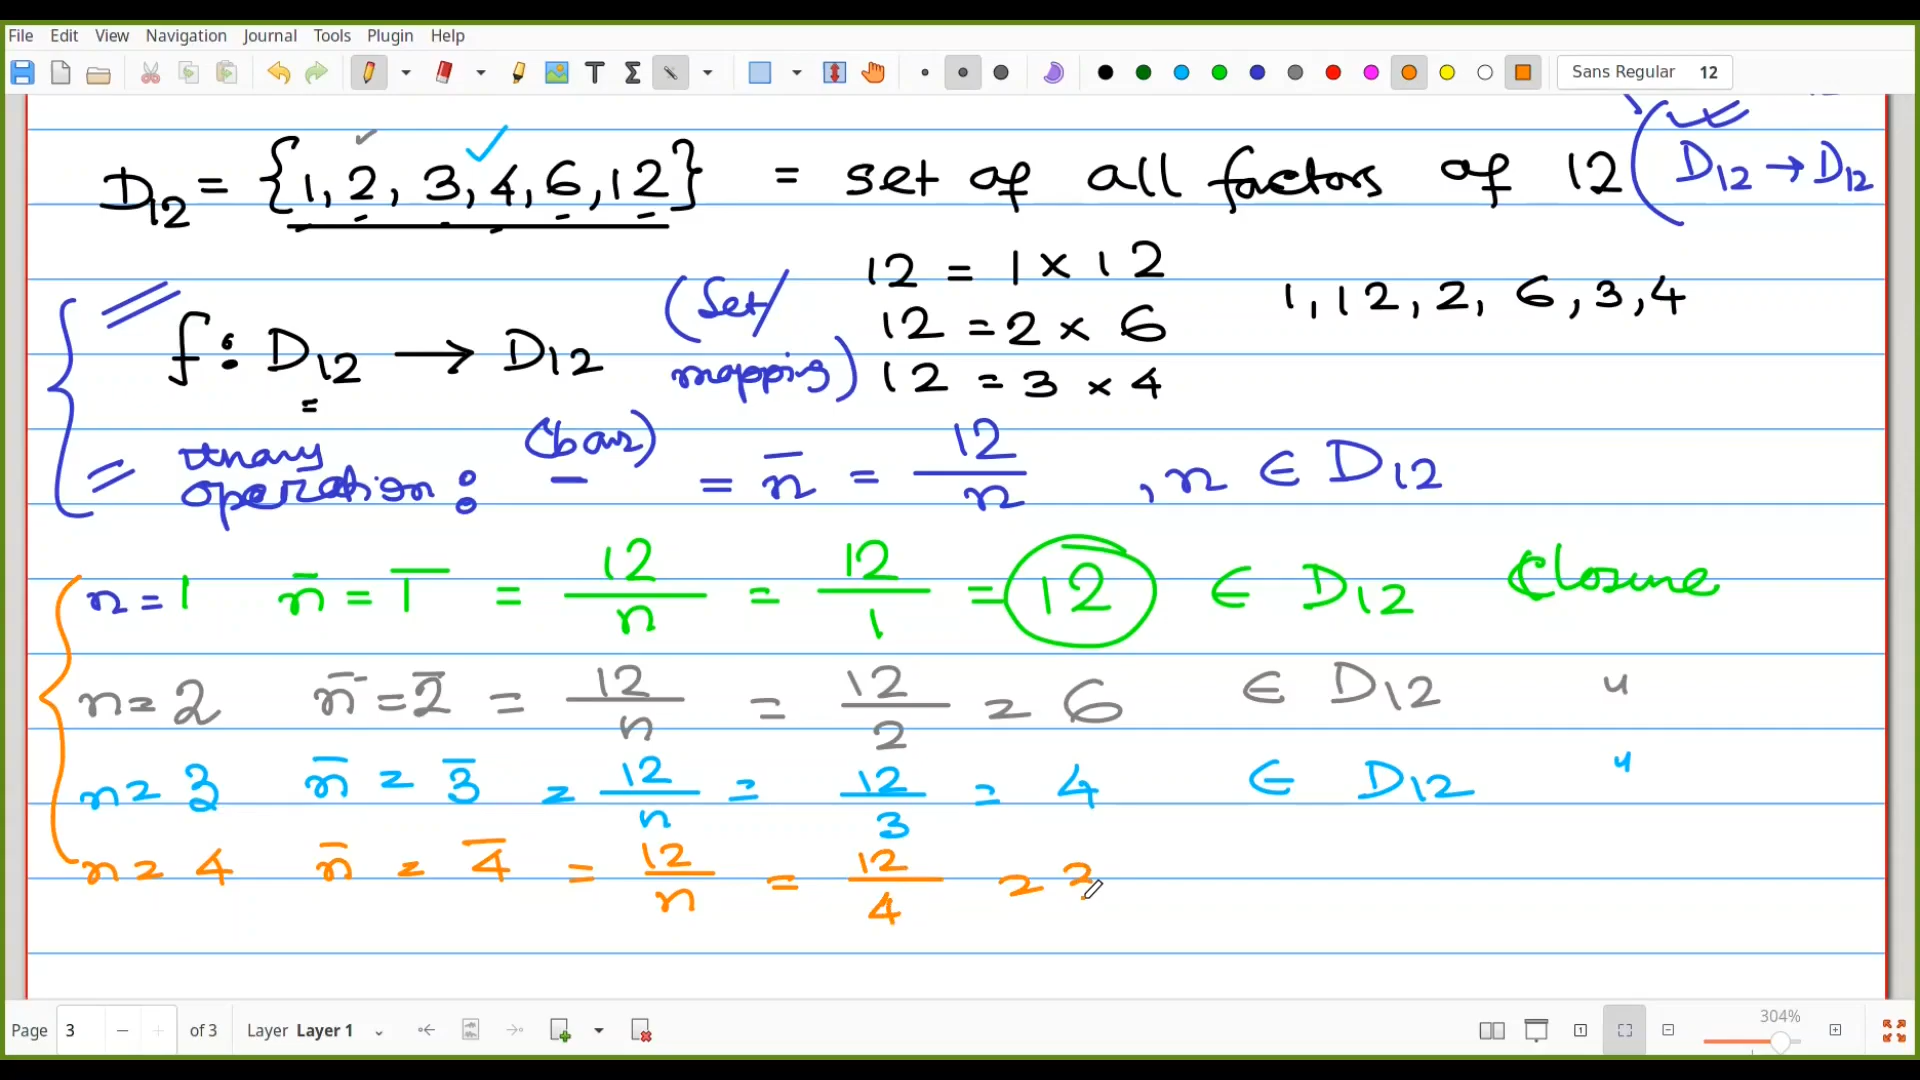 File Edit View Navigation Journal Tools Plugin Help
Sans Regular 12
D12 = {1, 2, 3, 4, 6, 12} = set of all factors of 12 (D12 → D12
12 = 1 × 12
1, 12, 2, 6, 3, 4
12 = 2 × 6
f : D12 → D12 (Set/ mapping)
12 = 3 × 4
= Unary operation : (bar) – = n̄ = 12/n , n ∈ D12
n = 1 n̄ = 1̄ = 12/n = 12/1 = 12 ∈ D12 Closure
n = 2 n̄ = 2̄ = 12/n = 12/2 = 6 ∈ D12 "
n = 3 n̄ = 3̄ = 12/n = 12/3 = 4 ∈ D12 "
n = 4 n̄ = 4̄ = 12/n = 12/4 =
Page 3 of 3 Layer Layer 1 304%